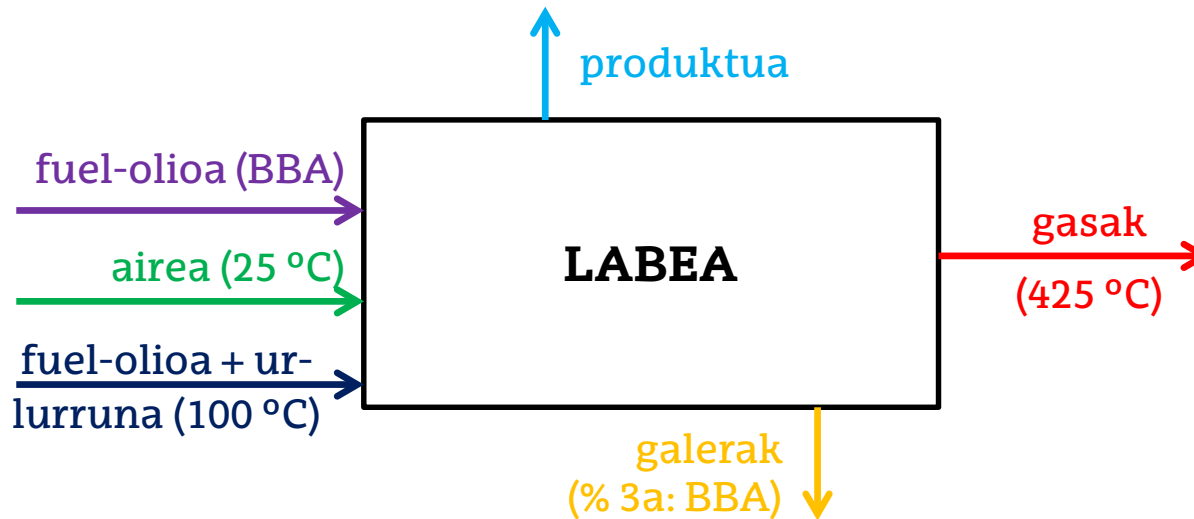 produktua
fuel-olioa (BBA)
airea (25 ºC)
fuel-olioa + ur-
lurruna (100 ºC)
LABEA
gasak
(425 ºC)
galerak
(% 3a: BBA)